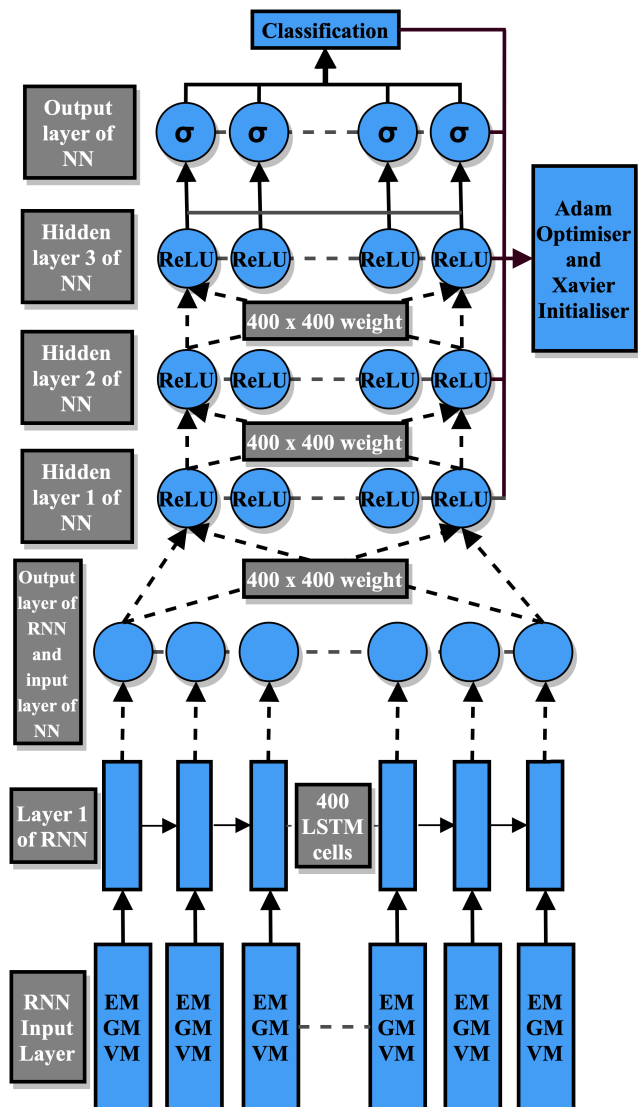 Classification
Output
layer of
NN
σ σ σ σ
Hidden
layer 3 of
NN
ReLU ReLU ReLU ReLU
Adam
Optimiser
and
Xavier
Initialiser
400 x 400 weight
Hidden
layer 2 of
NN
ReLU ReLU ReLU ReLU
400 x 400 weight
Hidden
layer 1 of
NN
ReLU ReLU ReLU ReLU
400 x 400 weight
Output
layer of
RNN
and
input
layer of
NN
Layer 1
of RNN
400
LSTM
cells
RNN
Input
Layer
EM EM EM EM EM EM
GM GM GM GM GM GM
VM VM VM VM VM VM